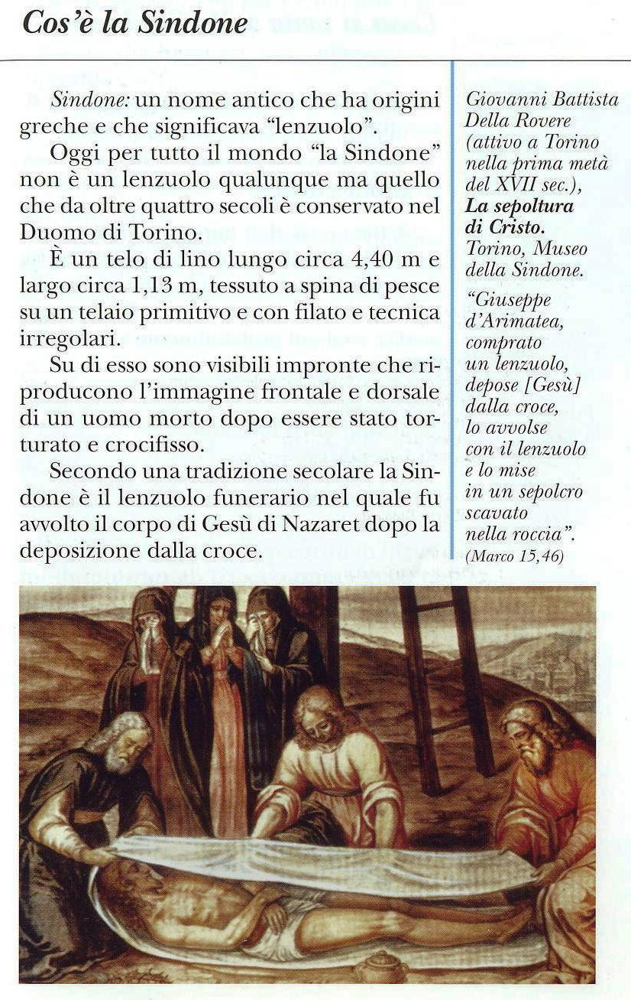 Cos'è la Sindone
Sindone: un nome antico che ha origini
greche e che significava “lenzuolo”.
Oggi per tutto il mondo “la Sindone”
non è un lenzuolo qualunque ma quello
che da oltre quattro secoli è conservato nel
Duomo di Torino.
È un telo di lino lungo circa 4,40 m e
largo circa 1,13 m, tessuto a spina di pesce
su un telaio primitivo e con filato e tecnica
irregolari.
Su di esso sono visibili impronte che ri-
producono l'immagine frontale e dorsale
di un uomo morto dopo essere stato tor-
turato e crocifisso.
Secondo una tradizione secolare la Sin-
done è il lenzuolo funerario nel quale fu
avvolto il corpo di Gesù di Nazaret dopo la
deposizione dalla croce.
Giovanni Battista
Della Rovere
(attivo a Torino
nella prima metà
del XVII sec.),
La sepoltura
di Cristo.
Torino, Museo
della Sindone.
“Giuseppe
d'Arimatea,
comprato
un lenzuolo,
depose [Gesù]
dalla croce,
lo avvolse
con il lenzuolo
e lo mise
in un sepolcro
scavato
nella roccia”.
(Marco 15,46)